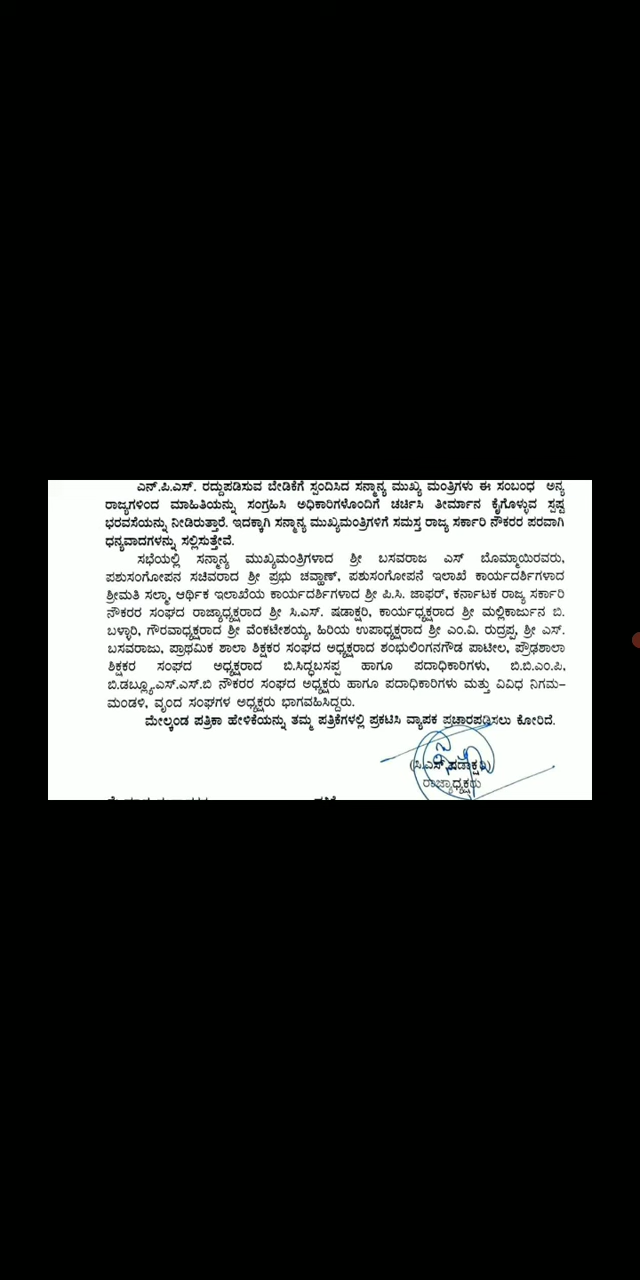 ಎನ್.ಪಿ.ಎಸ್. ರದ್ದುಪಡಿಸುವ ಬೇಡಿಕೆಗೆ ಸ್ಪಂದಿಸಿದ ಸನ್ಮಾನ್ಯ ಮುಖ್ಯ ಮಂತ್ರಿಗಳು ಈ ಸಂಬಂಧ ಅನ್ಯ
ರಾಜ್ಯಗಳಿಂದ ಮಾಹಿತಿಯನ್ನು ಸಂಗ್ರಹಿಸಿ ಅಧಿಕಾರಿಗಳೊಂದಿಗೆ ಚರ್ಚಿಸಿ ತೀರ್ಮಾನ ಕೈಗೊಳ್ಳುವ ಸ್ಪಷ್ಟ
ಭರವಸೆಯನ್ನು ನೀಡಿರುತ್ತಾರೆ. ಇದಕ್ಕಾಗಿ ಸನ್ಮಾನ್ಯ ಮುಖ್ಯಮಂತ್ರಿಗಳಿಗೆ ಸಮಸ್ತ ರಾಜ್ಯ ಸರ್ಕಾರಿ ನೌಕರರ ಪರವಾಗಿ
ಧನ್ಯವಾದಗಳನ್ನು ಸಲ್ಲಿಸುತ್ತೇವೆ.
ಸಭೆಯಲ್ಲಿ ಸನ್ಮಾನ್ಯ ಮುಖ್ಯಮಂತ್ರಿಗಳಾದ ಶ್ರೀ ಬಸವರಾಜ ಎಸ್ ಬೊಮ್ಮಾಯಿರವರು,
ಪಶುಸಂಗೋಪನ ಸಚಿವರಾದ ಶ್ರೀ ಪ್ರಭು ಚವ್ಹಾಣ್, ಪಶುಸಂಗೋಪನೆ ಇಲಾಖೆ ಕಾರ್ಯದರ್ಶಿಗಳಾದ
ಶ್ರೀಮತಿ ಸಲ್ಮಾ, ಆರ್ಥಿಕ ಇಲಾಖೆಯ ಕಾರ್ಯದರ್ಶಿಗಳಾದ ಶ್ರೀ ಪಿ.ಸಿ. ಜಾಫರ್, ಕರ್ನಾಟಕ ರಾಜ್ಯ ಸರ್ಕಾರಿ
ನೌಕರರ ಸಂಘದ ರಾಜ್ಯಾಧ್ಯಕ್ಷರಾದ ಶ್ರೀ ಸಿ.ಎಸ್. ಷಡಾಕ್ಷರಿ, ಕಾರ್ಯಾಧ್ಯಕ್ಷರಾದ ಶ್ರೀ ಮಲ್ಲಿಕಾರ್ಜುನ ಬಿ.
ಬಳ್ಳಾರಿ, ಗೌರವಾಧ್ಯಕ್ಷರಾದ ಶ್ರೀ ವೆಂಕಟೇಶಯ್ಯ, ಹಿರಿಯ ಉಪಾಧ್ಯಕ್ಷರಾದ ಶ್ರೀ ಎಂ.ವಿ. ರುದ್ರಪ್ಪ, ಶ್ರೀ ಎಸ್.
ಬಸವರಾಜು, ಪ್ರಾಥಮಿಕ ಶಾಲಾ ಶಿಕ್ಷಕರ ಸಂಘದ ಅಧ್ಯಕ್ಷರಾದ ಶಂಭುಲಿಂಗನಗೌಡ ಪಾಟೀಲ, ಪ್ರೌಢಶಾಲಾ
ಶಿಕ್ಷಕರ ಸಂಘದ ಅಧ್ಯಕ್ಷರಾದ ಬಿ.ಸಿದ್ದಬಸಪ್ಪ ಹಾಗೂ ಪದಾಧಿಕಾರಿಗಳು, ಬಿ.ಬಿ.ಎಂ.ಪಿ,
ಬಿ.ಡಬ್ಲ್ಯೂ.ಎಸ್.ಎಸ್.ಬಿ ನೌಕರರ ಸಂಘದ ಅಧ್ಯಕ್ಷರು ಹಾಗೂ ಪದಾಧಿಕಾರಿಗಳು ಮತ್ತು ವಿವಿಧ ನಿಗಮ–
ಮಂಡಳಿ, ವೃಂದ ಸಂಘಗಳ ಅಧ್ಯಕ್ಷರು ಭಾಗವಹಿಸಿದ್ದರು.
ಮೇಲ್ಕಂಡ ಪತ್ರಿಕಾ ಹೇಳಿಕೆಯನ್ನು ತಮ್ಮ ಪತ್ರಿಕೆಗಳಲ್ಲಿ ಪ್ರಕಟಿಸಿ ವ್ಯಾಪಕ ಪ್ರಚಾರಪಡಿಸಲು ಕೋರಿದೆ.
(ಸಿ.ಎಸ್.ಷಡಾಕ್ಷರಿ)
ರಾಜ್ಯಾಧ್ಯಕ್ಷರು